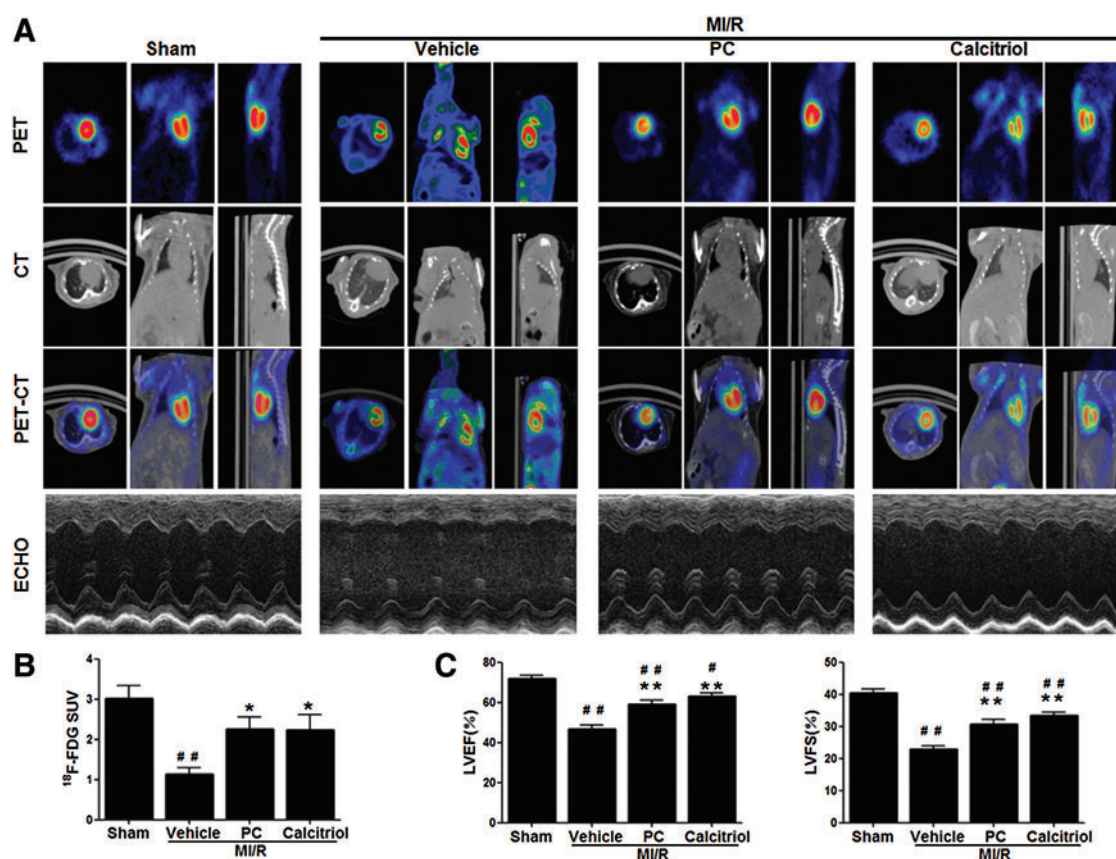 A
MI/R
Sham
Vehicle
PC
Calcitriol
PET
CT
PET-CT
ECHO
B
¹⁸F-FDG SUV
4
3
2
1
0
# #
*
*
Sham
Vehicle
PC
Calcitriol
MI/R
C
LVEF(%)
80
60
40
20
0
# #
# #
**
#
**
Sham
Vehicle
PC
Calcitriol
MI/R
LVFS(%)
50
40
30
20
10
0
# #
# #
**
# #
**
Sham
Vehicle
PC
Calcitriol
MI/R